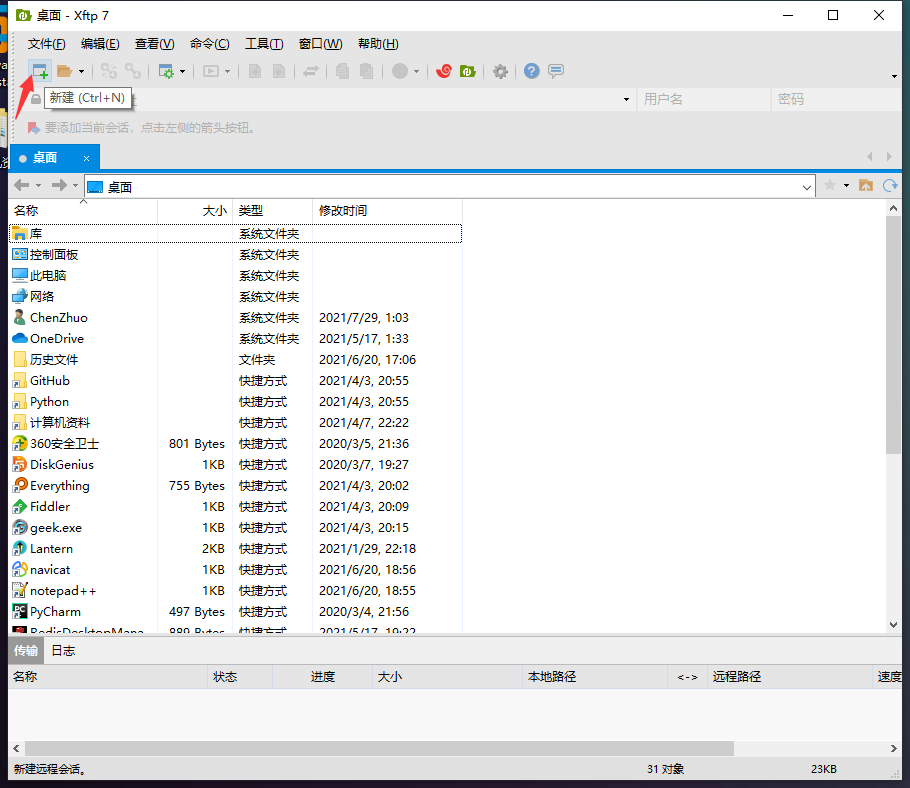 桌面 - Xftp 7
文件(F) 编辑(E) 查看(V) 命令(C) 工具(T) 窗口(W) 帮助(H)
新建 (Ctrl+N) 用户名 密码
要添加当前会话，点击左侧的箭头按钮。
桌面 ×
桌面
名称 大小 类型 修改时间
库 系统文件夹
控制面板 系统文件夹
此电脑 系统文件夹
网络 系统文件夹
ChenZhuo 系统文件夹 2021/7/29, 1:03
OneDrive 系统文件夹 2021/5/17, 1:33
历史文件 文件夹 2021/6/20, 17:06
GitHub 快捷方式 2021/4/3, 20:55
Python 快捷方式 2021/4/3, 20:55
计算机资料 快捷方式 2021/4/7, 22:22
360安全卫士 801 Bytes 快捷方式 2020/3/5, 21:36
DiskGenius 1KB 快捷方式 2020/3/7, 19:27
Everything 755 Bytes 快捷方式 2021/4/3, 20:02
Fiddler 1KB 快捷方式 2021/4/3, 20:09
geek.exe 1KB 快捷方式 2021/4/3, 20:15
Lantern 2KB 快捷方式 2021/1/29, 22:18
navicat 1KB 快捷方式 2021/6/20, 18:56
notepad++ 1KB 快捷方式 2021/6/20, 18:55
PyCharm 497 Bytes 快捷方式 2020/3/4, 21:56
RedisDesktopMana 889 Bytes 快捷方式 2021/5/17, 19:22
传输 日志
名称 状态 进度 大小 本地路径 <-> 远程路径 速度
新建远程会话。 31 对象 23KB